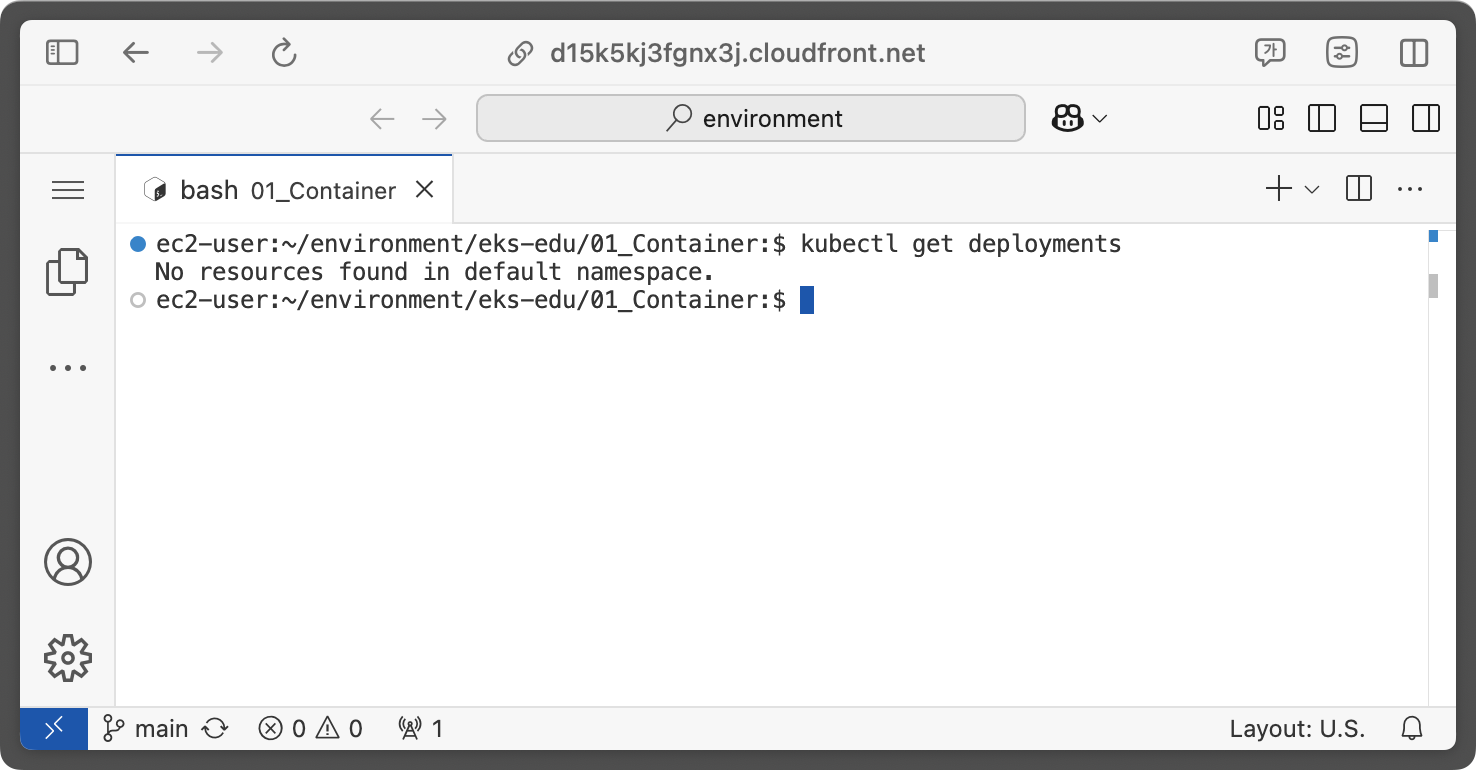 d15k5kj3fgnx3j.cloudfront.net
가
environment
bash 01_Container
ec2-user:~/environment/eks-edu/01_Container:$ kubectl get deployments
No resources found in default namespace.
ec2-user:~/environment/eks-edu/01_Container:$
main 0 0 1 Layout: U.S.